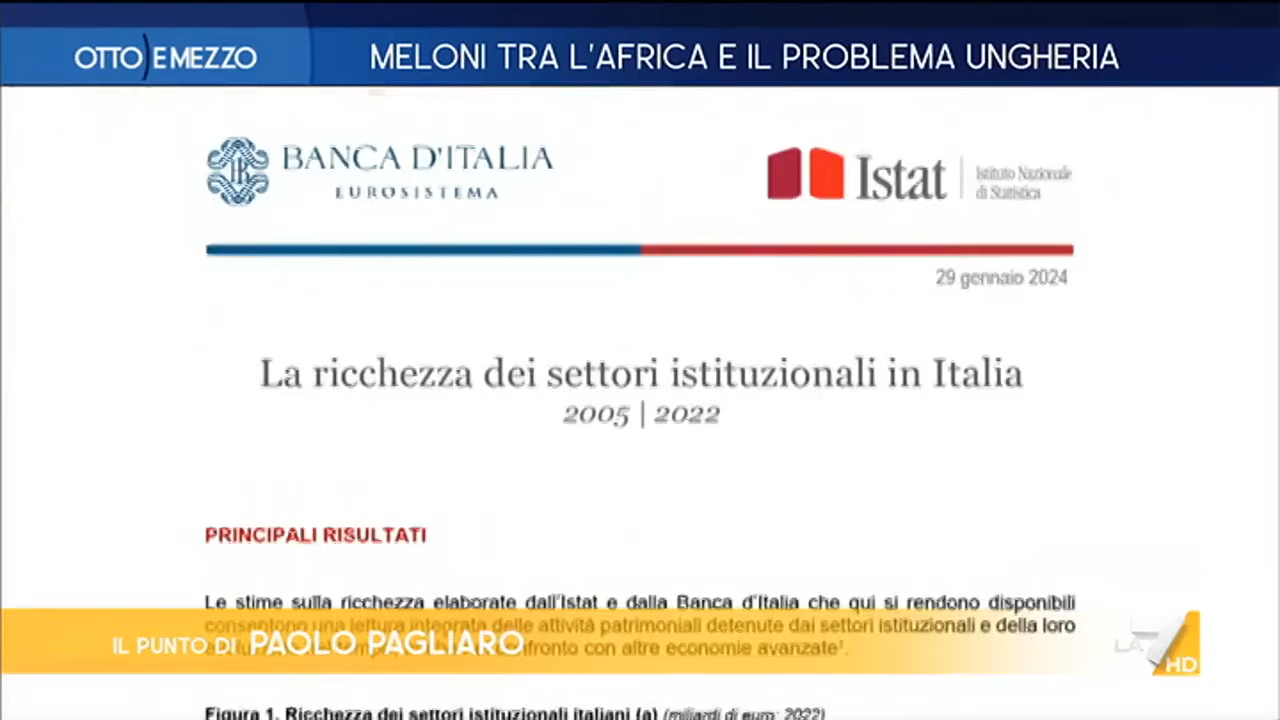 OTTO E MEZZO
MELONI TRA L'AFRICA E IL PROBLEMA UNGHERIA
BANCA D'ITALIA
EUROSISTEMA
Istat
Istituto Nazionale
di Statistica
29 gennaio 2024
La ricchezza dei settori istituzionali in Italia
2005 | 2022
PRINCIPALI RISULTATI
Le stime sulla ricchezza elaborate dall'Istat e dalla Banca d'Italia che qui si rendono disponibili
consentono una lettura integrata delle attività patrimoniali detenute dai settori istituzionali e della loro
con altre economie avanzate¹.
IL PUNTO DI PAOLO PAGLIARO
LA7
HD
Figura 1. Ricchezza dei settori istituzionali italiani (a) (miliardi di euro; 2022)